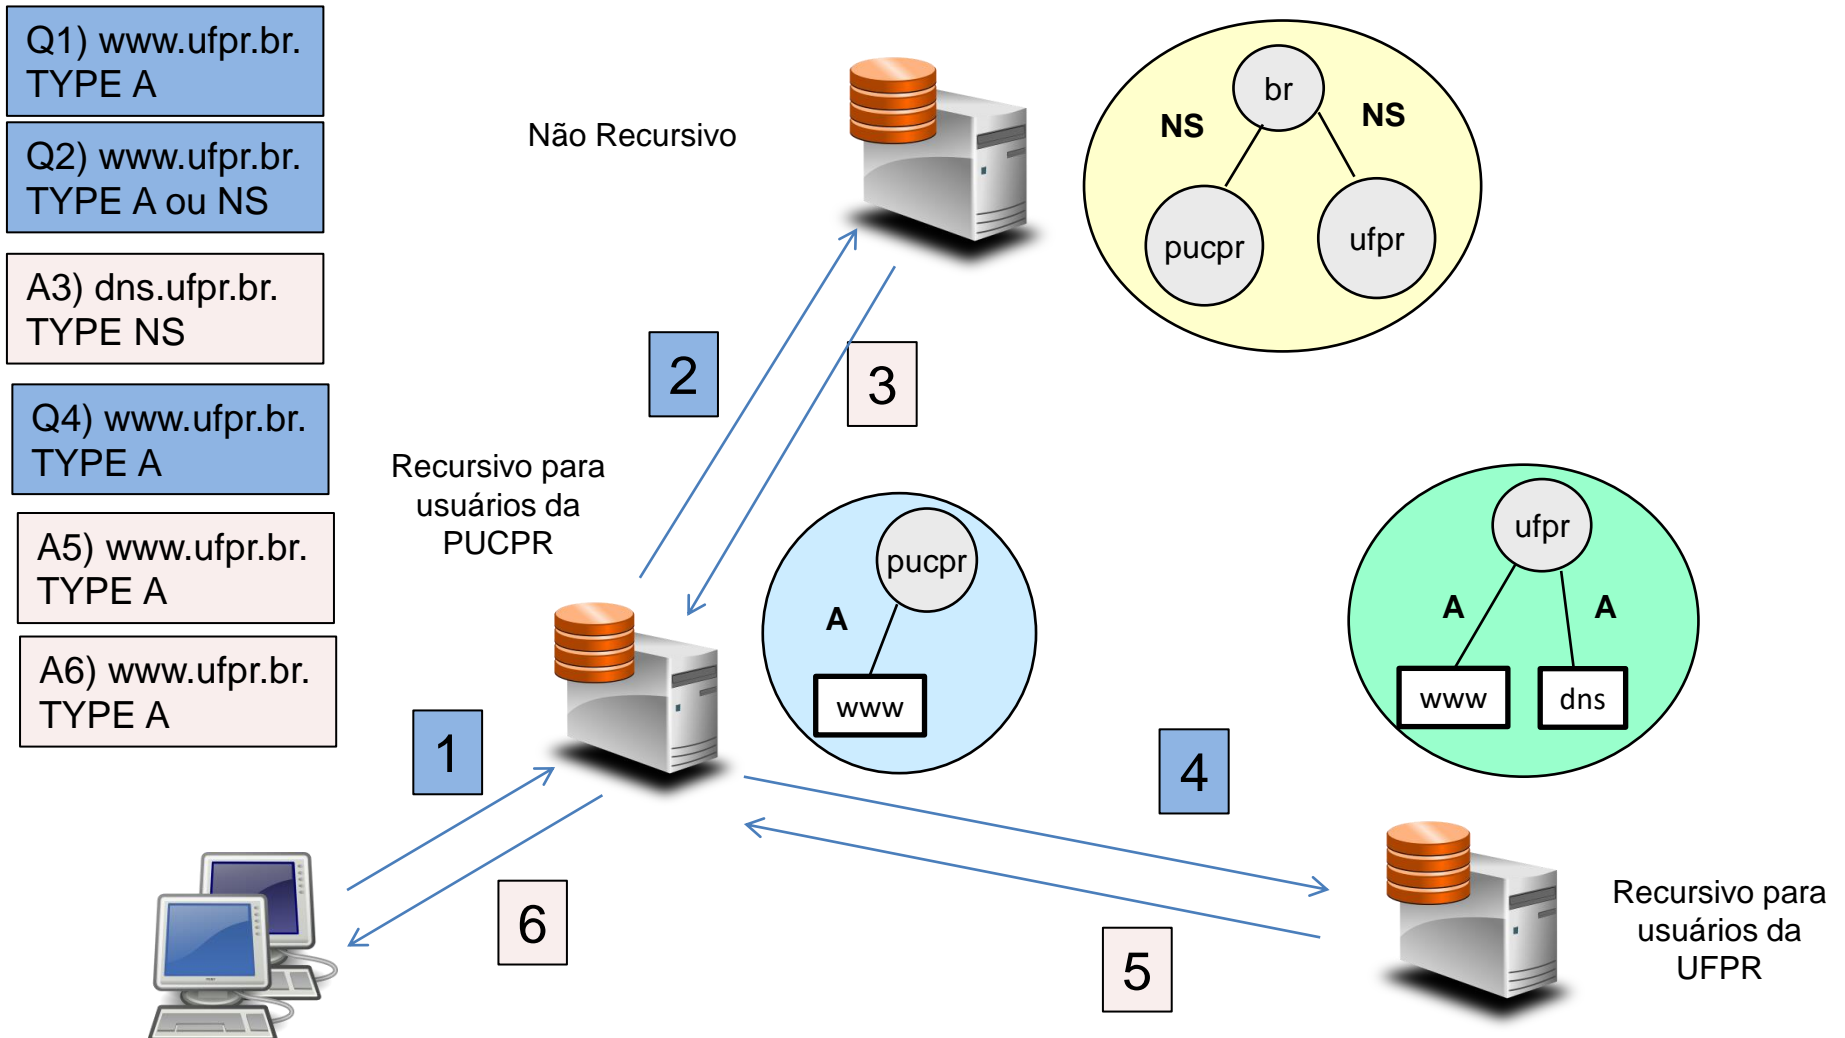 Q1) www.ufpr.br.
TYPE A
Q2) www.ufpr.br.
TYPE A ou NS
A3) dns.ufpr.br.
TYPE NS
Q4) www.ufpr.br.
TYPE A
A5) www.ufpr.br.
TYPE A
A6) www.ufpr.br.
TYPE A
Não Recursivo
br
NS
NS
pucpr
ufpr
2
3
Recursivo para
usuários da
PUCPR
pucpr
A
www
ufpr
A
A
www
dns
1
4
6
5
Recursivo para
usuários da
UFPR